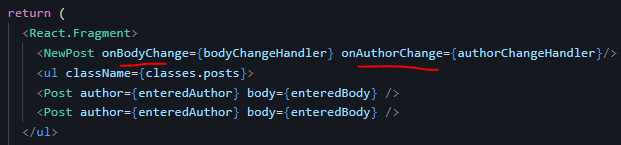 return (
<React.Fragment>
<NewPost onBodyChange={bodyChangeHandler} onAuthorChange={authorChangeHandler}/>
<ul className={classes.posts}>
<Post author={enteredAuthor} body={enteredBody} />
<Post author={enteredAuthor} body={enteredBody} />
</ul>